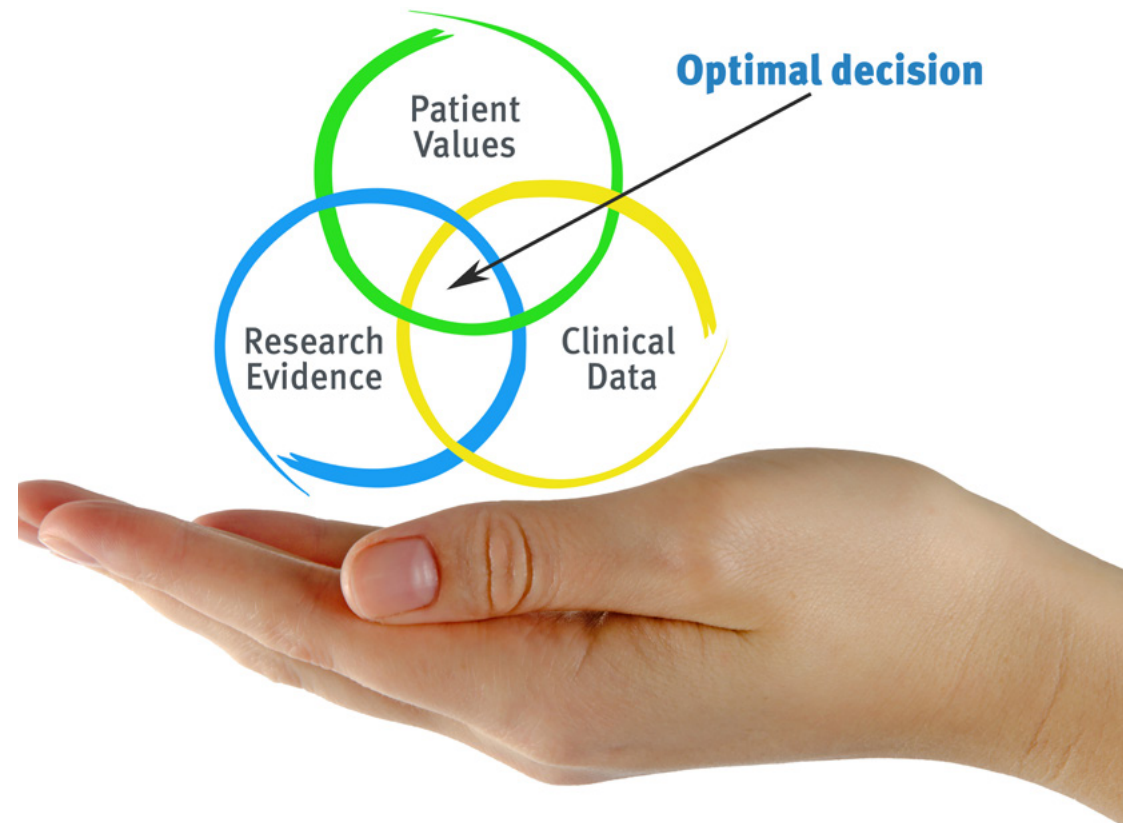 Optimal decision
Patient
Values
Research
Evidence
Clinical
Data